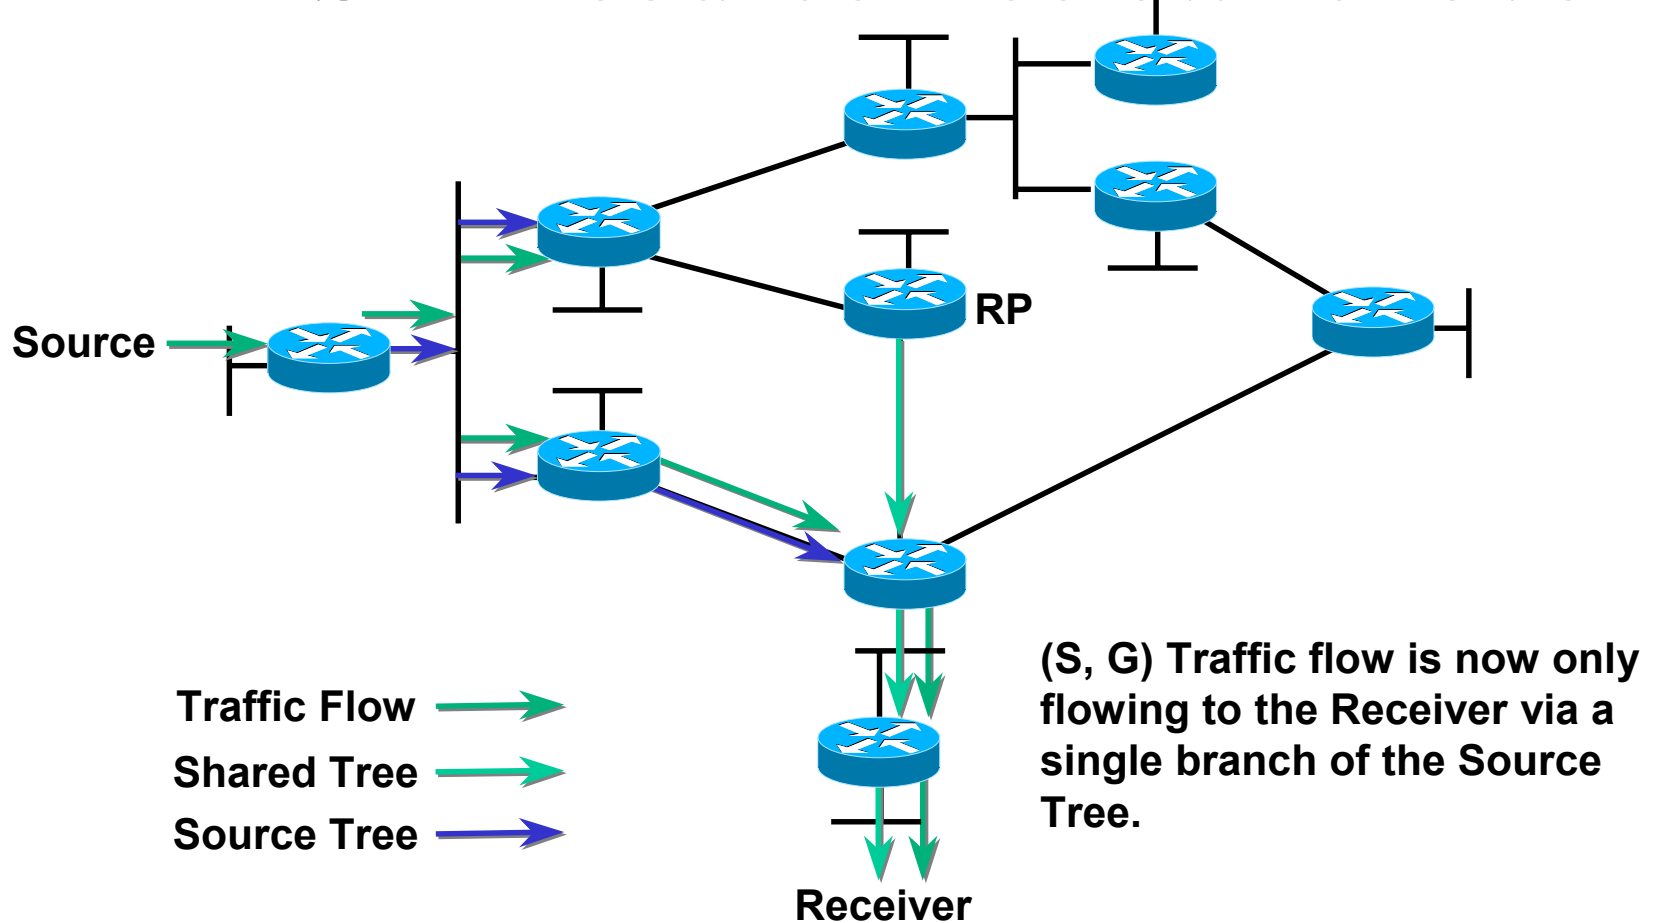 Source
RP
Traffic Flow
Shared Tree
Source Tree
(S, G) Traffic flow is now only
flowing to the Receiver via a
single branch of the Source
Tree.
Receiver